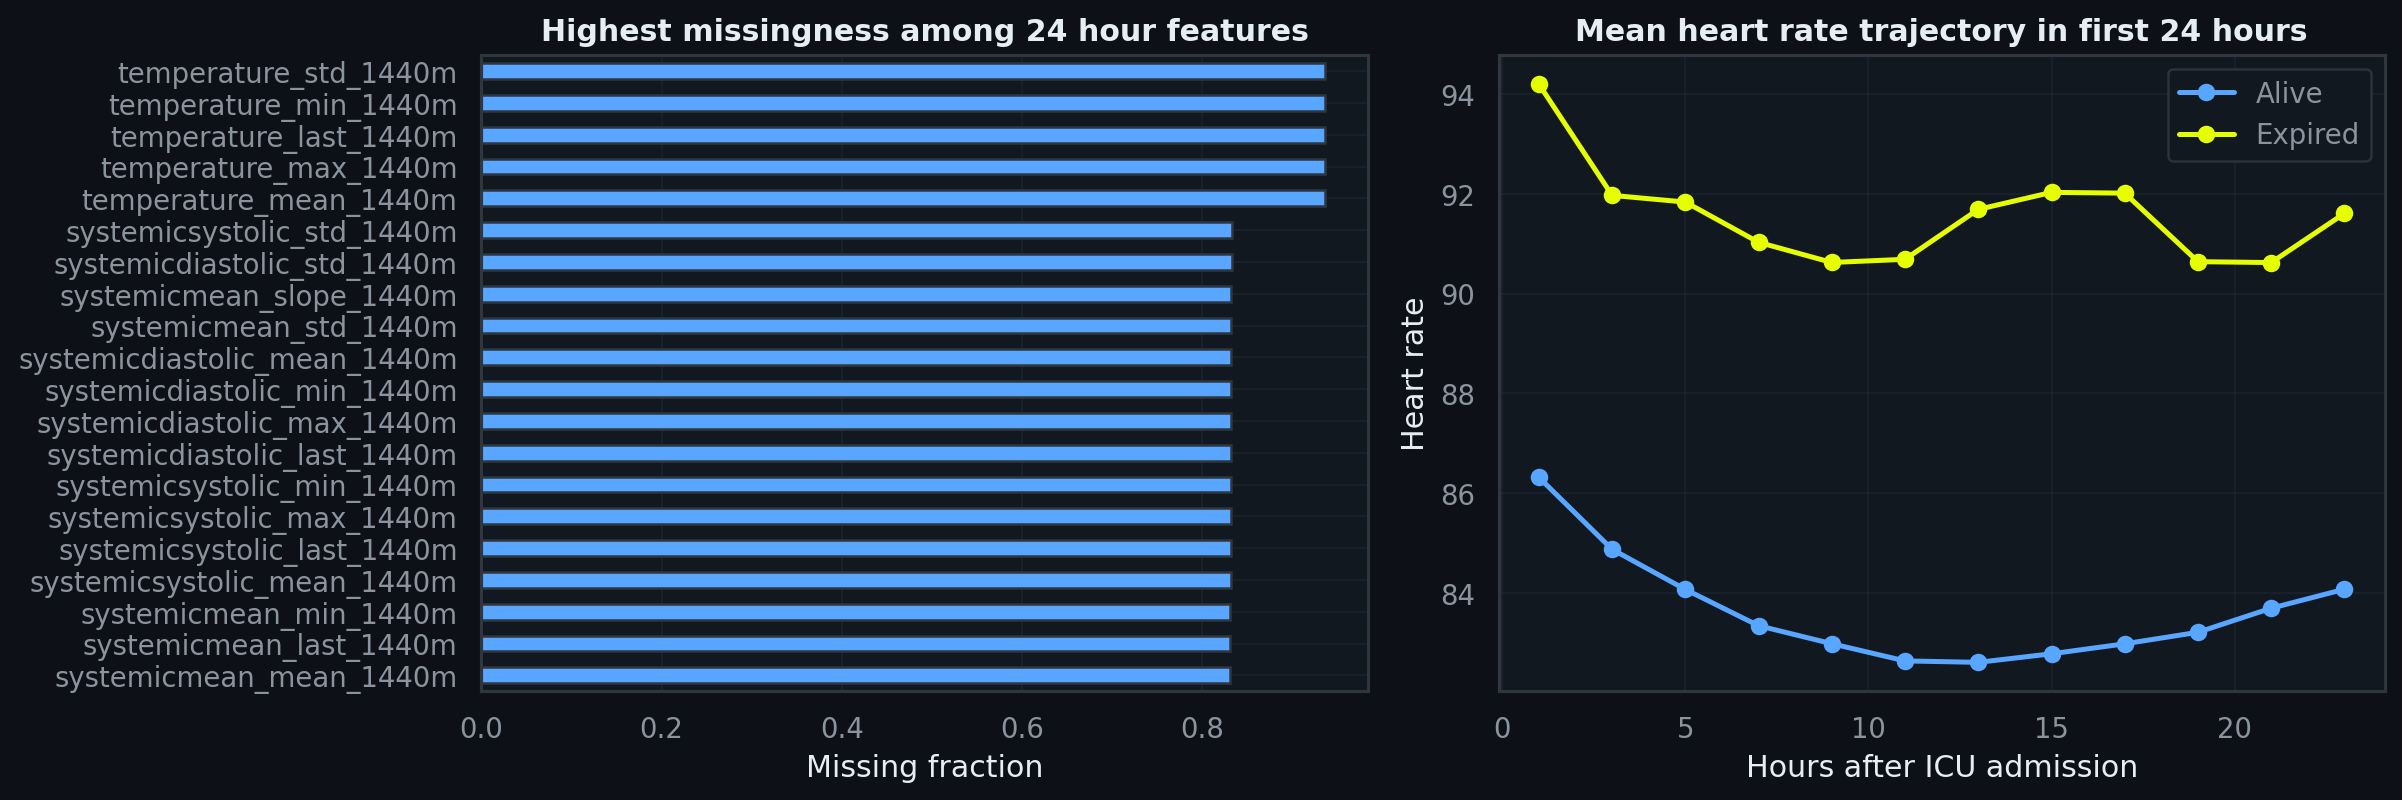 Highest missingness among 24 hour features
temperature_std_1440m
temperature_min_1440m
temperature_last_1440m
temperature_max_1440m
temperature_mean_1440m
systemicsystolic_std_1440m
systemicdiastolic_std_1440m
systemicmean_slope_1440m
systemicmean_std_1440m
systemicdiastolic_mean_1440m
systemicdiastolic_min_1440m
systemicdiastolic_max_1440m
systemicdiastolic_last_1440m
systemicsystolic_min_1440m
systemicsystolic_max_1440m
systemicsystolic_last_1440m
systemicsystolic_mean_1440m
systemicmean_min_1440m
systemicmean_last_1440m
systemicmean_mean_1440m
0.0 0.2 0.4 0.6 0.8
Missing fraction
Mean heart rate trajectory in first 24 hours
Alive
Expired
94
92
90
88
86
84
Heart rate
0 5 10 15 20
Hours after ICU admission